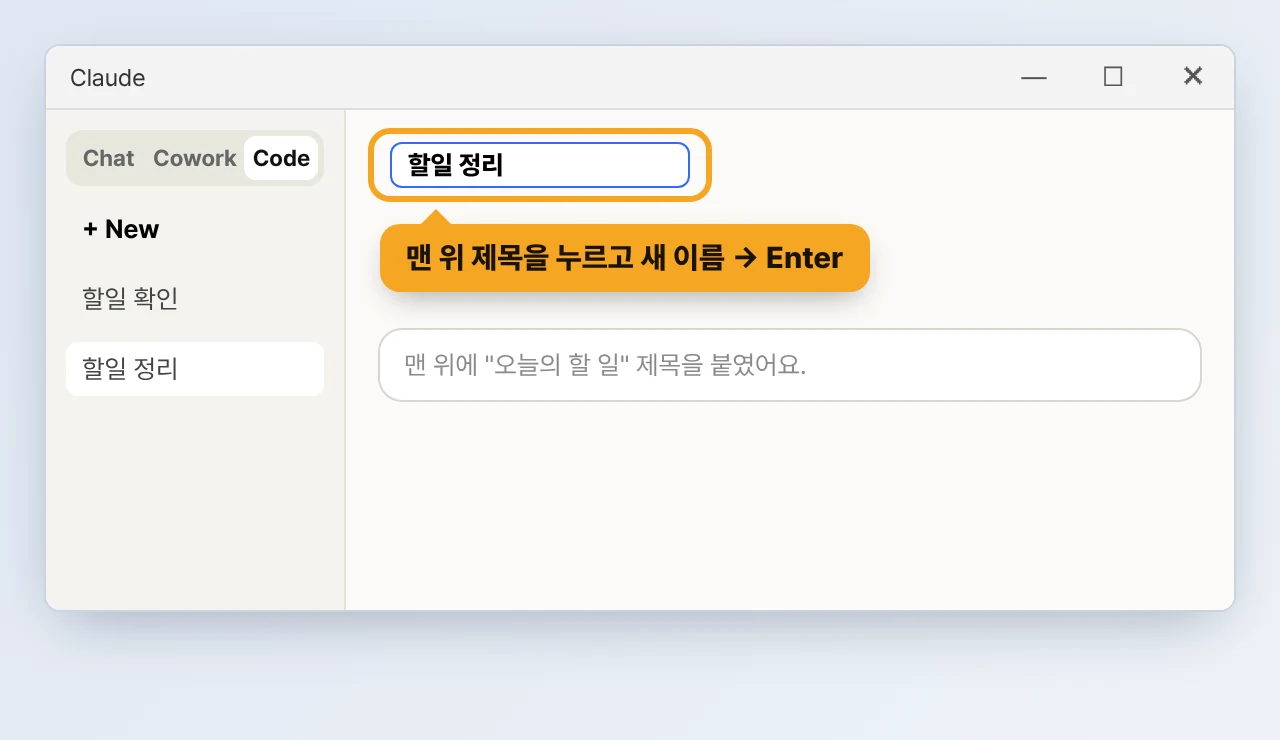 Claude
Chat Cowork Code
할일 정리
+ New
맨 위 제목을 누르고 새 이름 → Enter
할일 확인
할일 정리
맨 위에 "오늘의 할 일" 제목을 붙였어요.